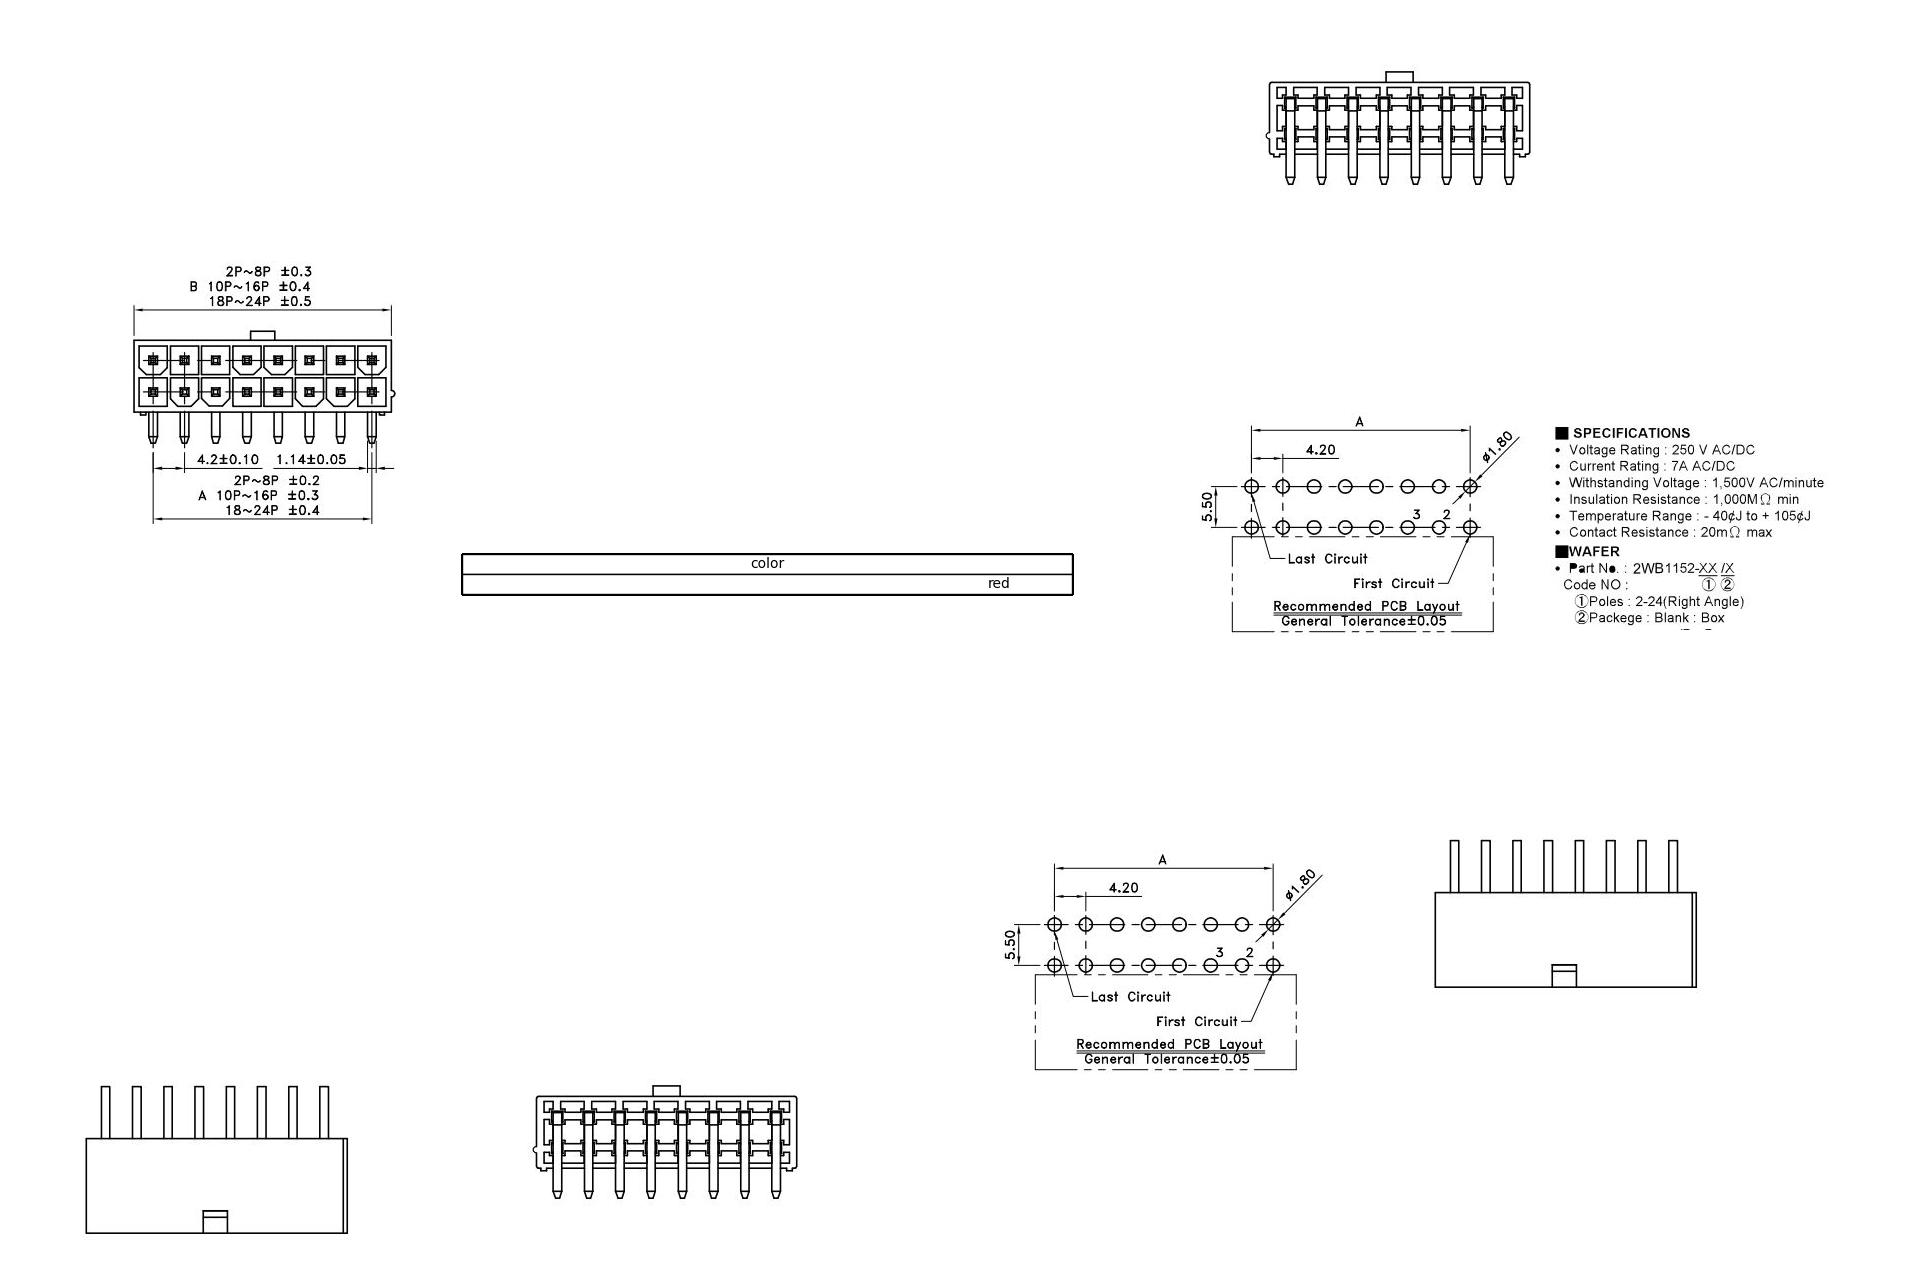 2P~8P ±0.3
B 10P~16P ±0.4
18P~24P ±0.5
4.2±0.10
1.14±0.05
2P~8P ±0.2
A 10P~16P ±0.3
18~24P ±0.4
color
red
A
4.20
ø1.80
5.50
3 2
Last Circuit
First Circuit
Recommended PCB Layout
General Tolerance±0.05
■ SPECIFICATIONS
• Voltage Rating : 250 V AC/DC
• Current Rating : 7A AC/DC
• Withstanding Voltage : 1,500V AC/minute
• Insulation Resistance : 1,000MΩ min
• Temperature Range : - 40¢J to + 105¢J
• Contact Resistance : 20mΩ max
■WAFER
• Part No. : 2WB1152-XX /X
Code NO : ① ②
①Poles : 2-24(Right Angle)
②Packege : Blank : Box
A
4.20
ø1.80
5.50
3 2
Last Circuit
First Circuit
Recommended PCB Layout
General Tolerance±0.05